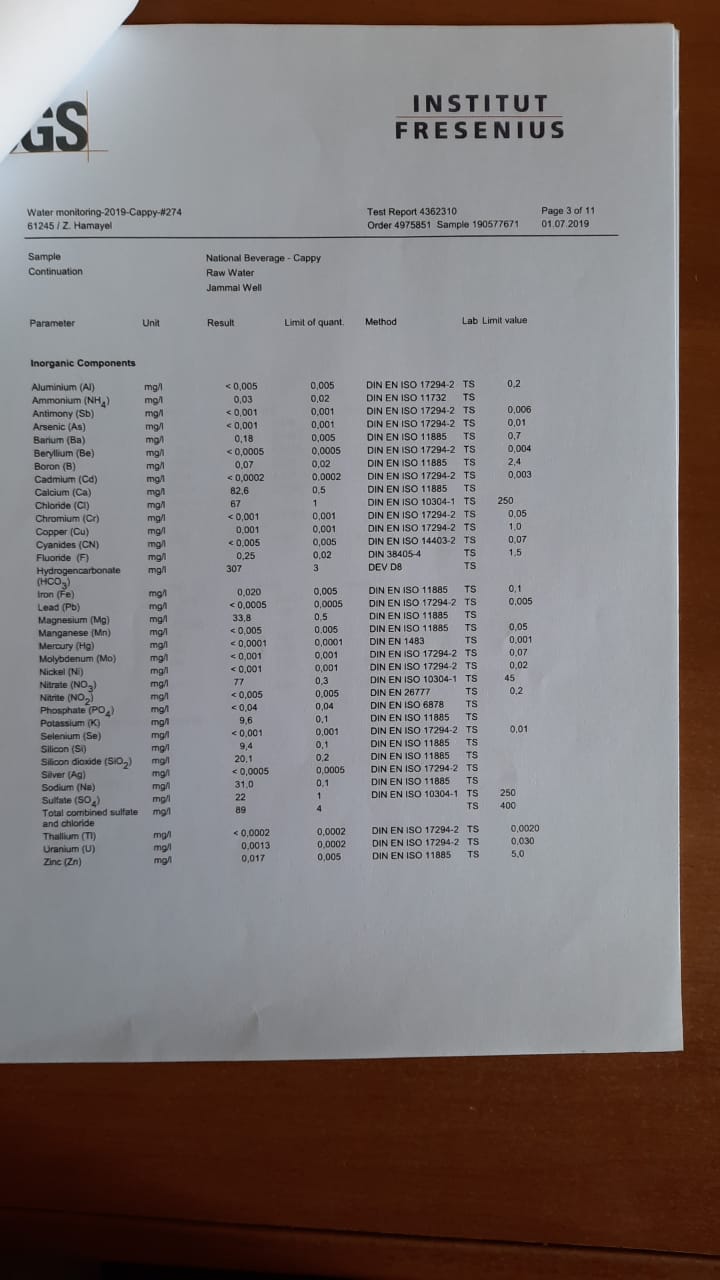 GS
INSTITUT
FRESENIUS
Water monitoring-2019-Cappy-#274 Test Report 4362310 Page 3 of 11
61245 / Z. Hamayel Order 4975851 Sample 190577671 01.07.2019
Sample National Beverage - Cappy
Continuation Raw Water
Jammal Well
Parameter Unit Result Limit of quant. Method Lab Limit value
Inorganic Components
Aluminium (Al) mg/l < 0,005 0,005 DIN EN ISO 17294-2 TS 0,2
Ammonium (NH4) mg/l 0,03 0,02 DIN EN ISO 11732 TS
Antimony (Sb) mg/l < 0,001 0,001 DIN EN ISO 17294-2 TS 0,006
Arsenic (As) mg/l < 0,001 0,001 DIN EN ISO 17294-2 TS 0,01
Barium (Ba) mg/l 0,18 0,005 DIN EN ISO 11885 TS 0,7
Beryllium (Be) mg/l < 0,0005 0,0005 DIN EN ISO 17294-2 TS 0,004
Boron (B) mg/l 0,07 0,02 DIN EN ISO 11885 TS 2,4
Cadmium (Cd) mg/l < 0,0002 0,0002 DIN EN ISO 17294-2 TS 0,003
Calcium (Ca) mg/l 82,6 0,5 DIN EN ISO 11885 TS
Chloride (Cl) mg/l 67 1 DIN EN ISO 10304-1 TS 250
Chromium (Cr) mg/l < 0,001 0,001 DIN EN ISO 17294-2 TS 0,05
Copper (Cu) mg/l 0,001 0,001 DIN EN ISO 17294-2 TS 1,0
Cyanides (CN) mg/l < 0,005 0,005 DIN EN ISO 14403-2 TS 0,07
Fluoride (F) mg/l 0,25 0,02 DIN 38405-4 TS 1,5
Hydrogencarbonate mg/l 307 3 DEV D8 TS
(HCO3)
Iron (Fe) mg/l 0,020 0,005 DIN EN ISO 11885 TS 0,1
Lead (Pb) mg/l < 0,0005 0,0005 DIN EN ISO 17294-2 TS 0,005
Magnesium (Mg) mg/l 33,8 0,5 DIN EN ISO 11885 TS
Manganese (Mn) mg/l < 0,005 0,005 DIN EN ISO 11885 TS 0,05
Mercury (Hg) mg/l < 0,0001 0,0001 DIN EN 1483 TS 0,001
Molybdenum (Mo) mg/l < 0,001 0,001 DIN EN ISO 17294-2 TS 0,07
Nickel (Ni) mg/l < 0,001 0,001 DIN EN ISO 17294-2 TS 0,02
Nitrate (NO3) mg/l 77 0,3 DIN EN ISO 10304-1 TS 45
Nitrite (NO2) mg/l < 0,005 0,005 DIN EN 26777 TS 0,2
Phosphate (PO4) mg/l < 0,04 0,04 DIN EN ISO 6878 TS
Potassium (K) mg/l 9,6 0,1 DIN EN ISO 11885 TS
Selenium (Se) mg/l < 0,001 0,001 DIN EN ISO 17294-2 TS 0,01
Silicon (Si) mg/l 9,4 0,1 DIN EN ISO 11885 TS
Silicon dioxide (SiO2) mg/l 20,1 0,2 DIN EN ISO 11885 TS
Silver (Ag) mg/l < 0,0005 0,0005 DIN EN ISO 17294-2 TS
Sodium (Na) mg/l 31,0 0,1 DIN EN ISO 11885 TS
Sulfate (SO4) mg/l 22 1 DIN EN ISO 10304-1 TS 250
Total combined sulfate mg/l 89 4 TS 400
and chloride
Thallium (Tl) mg/l < 0,0002 0,0002 DIN EN ISO 17294-2 TS 0,0020
Uranium (U) mg/l 0,0013 0,0002 DIN EN ISO 17294-2 TS 0,030
Zinc (Zn) mg/l 0,017 0,005 DIN EN ISO 11885 TS 5,0